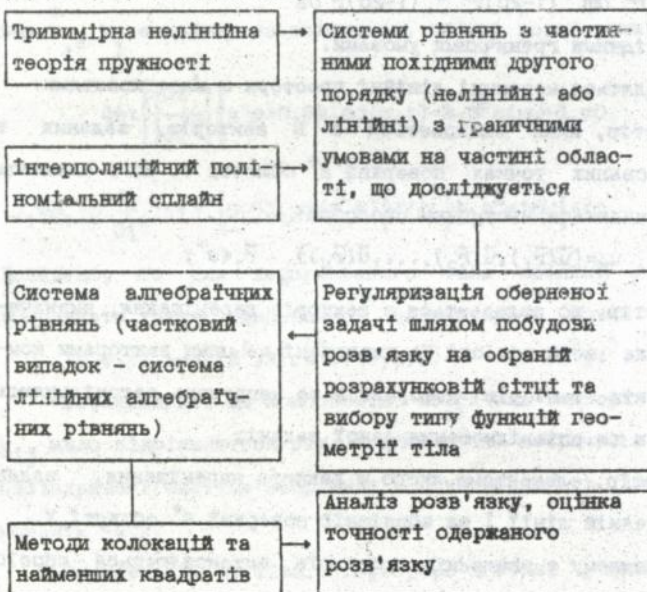 Тривимірна нелінійна
теорія пружності
Системи рівнянь з частин-
ними похідними другого
порядку (нелінійні або
лінійні) з граничними
умовами на частині облас-
ті, що досліджується
Інтерполяційний полі-
номіальний сплайн
Система алгебраїчних
рівнянь (частковий
випадок - система
лінійних алгебраїч-
них рівнянь)
Регуляризація оберненої
задачі шляхом побудови
розв'язку на обраній
розрахунковій сітці та
вибору типу функцій гео-
метрії тіла
Методи колокацій та
найменших квадратів
Аналіз розв'язку, оцінка
точності одержаного
розв'язку